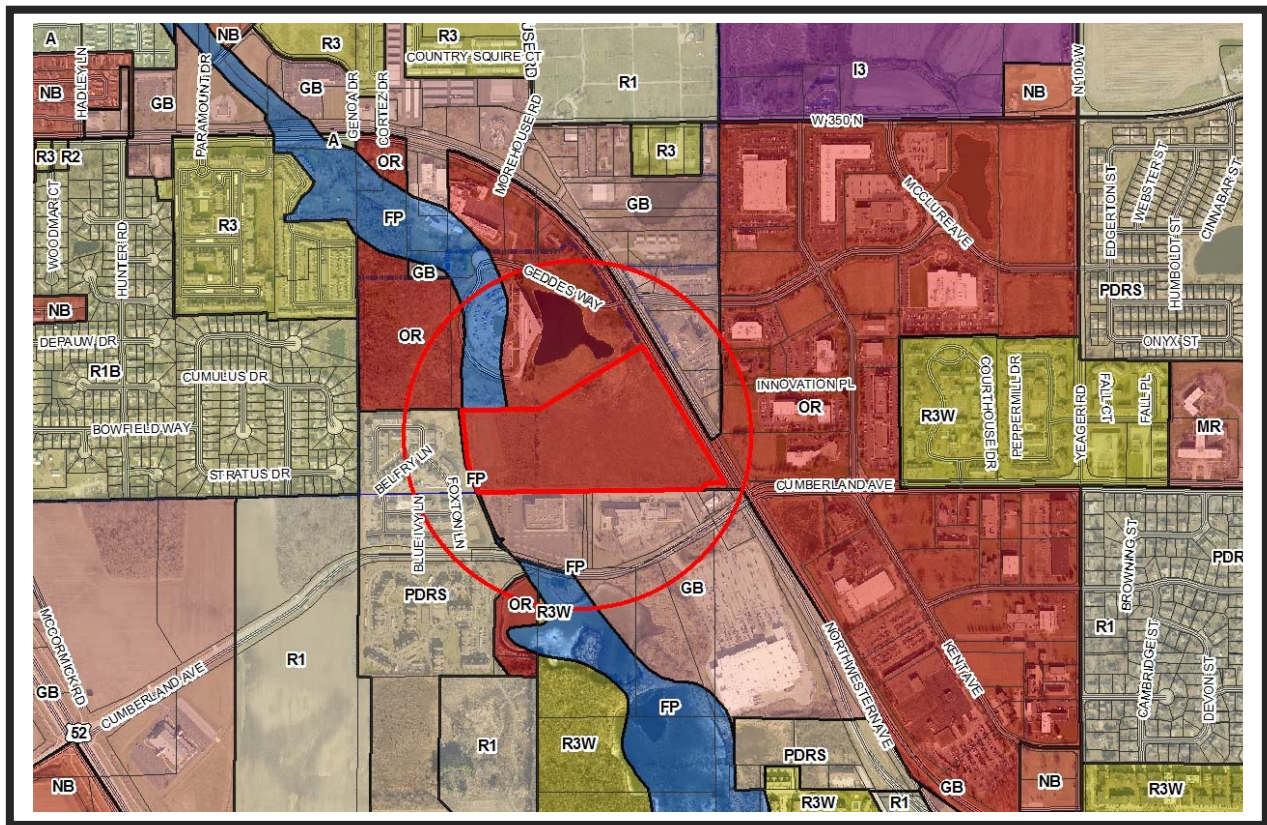 A
NB
R3
R3
COUNTRY SQUIRE CT
USE RD
R1
I3
NB
N 100 W
HADLEY LN
NB
GB
PARAMOUNT DR
GB
GENOA DR
CORTEZ DR
MOREHOUSE RD
W 350 N
A
R3
R2
OR
R3
WOODMAR CT
HUNTER RD
R3
FP
GB
MCCLURE AVE
EDGERTON ST
WEBSTER ST
CINNABAR ST
HUMBOLDT ST
GB
GEDDES WAY
PDRS
NB
OR
DEPAUW DR
ONYX ST
R1B
CUMULUS DR
INNOVATION PL
OR
R3W
COURTHOUSE DR
PEPPERMILL DR
YEAGER RD
FALL CT
FALL PL
MR
BOWFIELD WAY
BELFRY LN
STRATUS DR
FP
FOXTON LN
BLUE IVY LN
CUMBERLAND AVE
FP
PDRS
OR
R3W
GB
BROWNING ST
PDR
R1
CAMBRIDGE ST
DEVON ST
MCCORMICK RD
R1
NORTHWESTERN AVE
KENT AVE
GB
CUMBERLAND AVE
52
FP
R1
R3W
PDRS
NB
R3W
R1
GB
NB
R3W